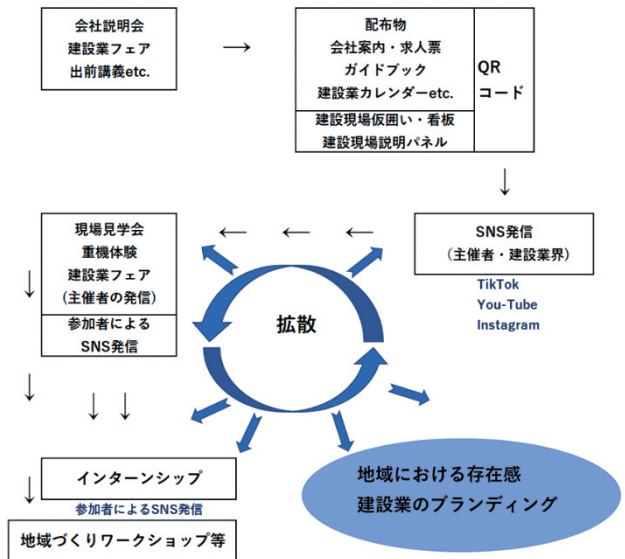 会社説明会
建設業フェア
出前講義etc.
→
配布物
会社案内・求人票
ガイドブック
建設業カレンダーetc.
建設現場仮囲い・看板
建設現場説明パネル
QR
コード
↓
SNS発信
（主催者・建設業界）
TikTok
You-Tube
Instagram
← ← ←
現場見学会
重機体験
建設業フェア
(主催者の発信)
参加者による
SNS発信
↓
拡散
↓
↓ ↓
インターンシップ
参加者によるSNS発信
↓
地域づくりワークショップ等
地域における存在感
建設業のブランディング